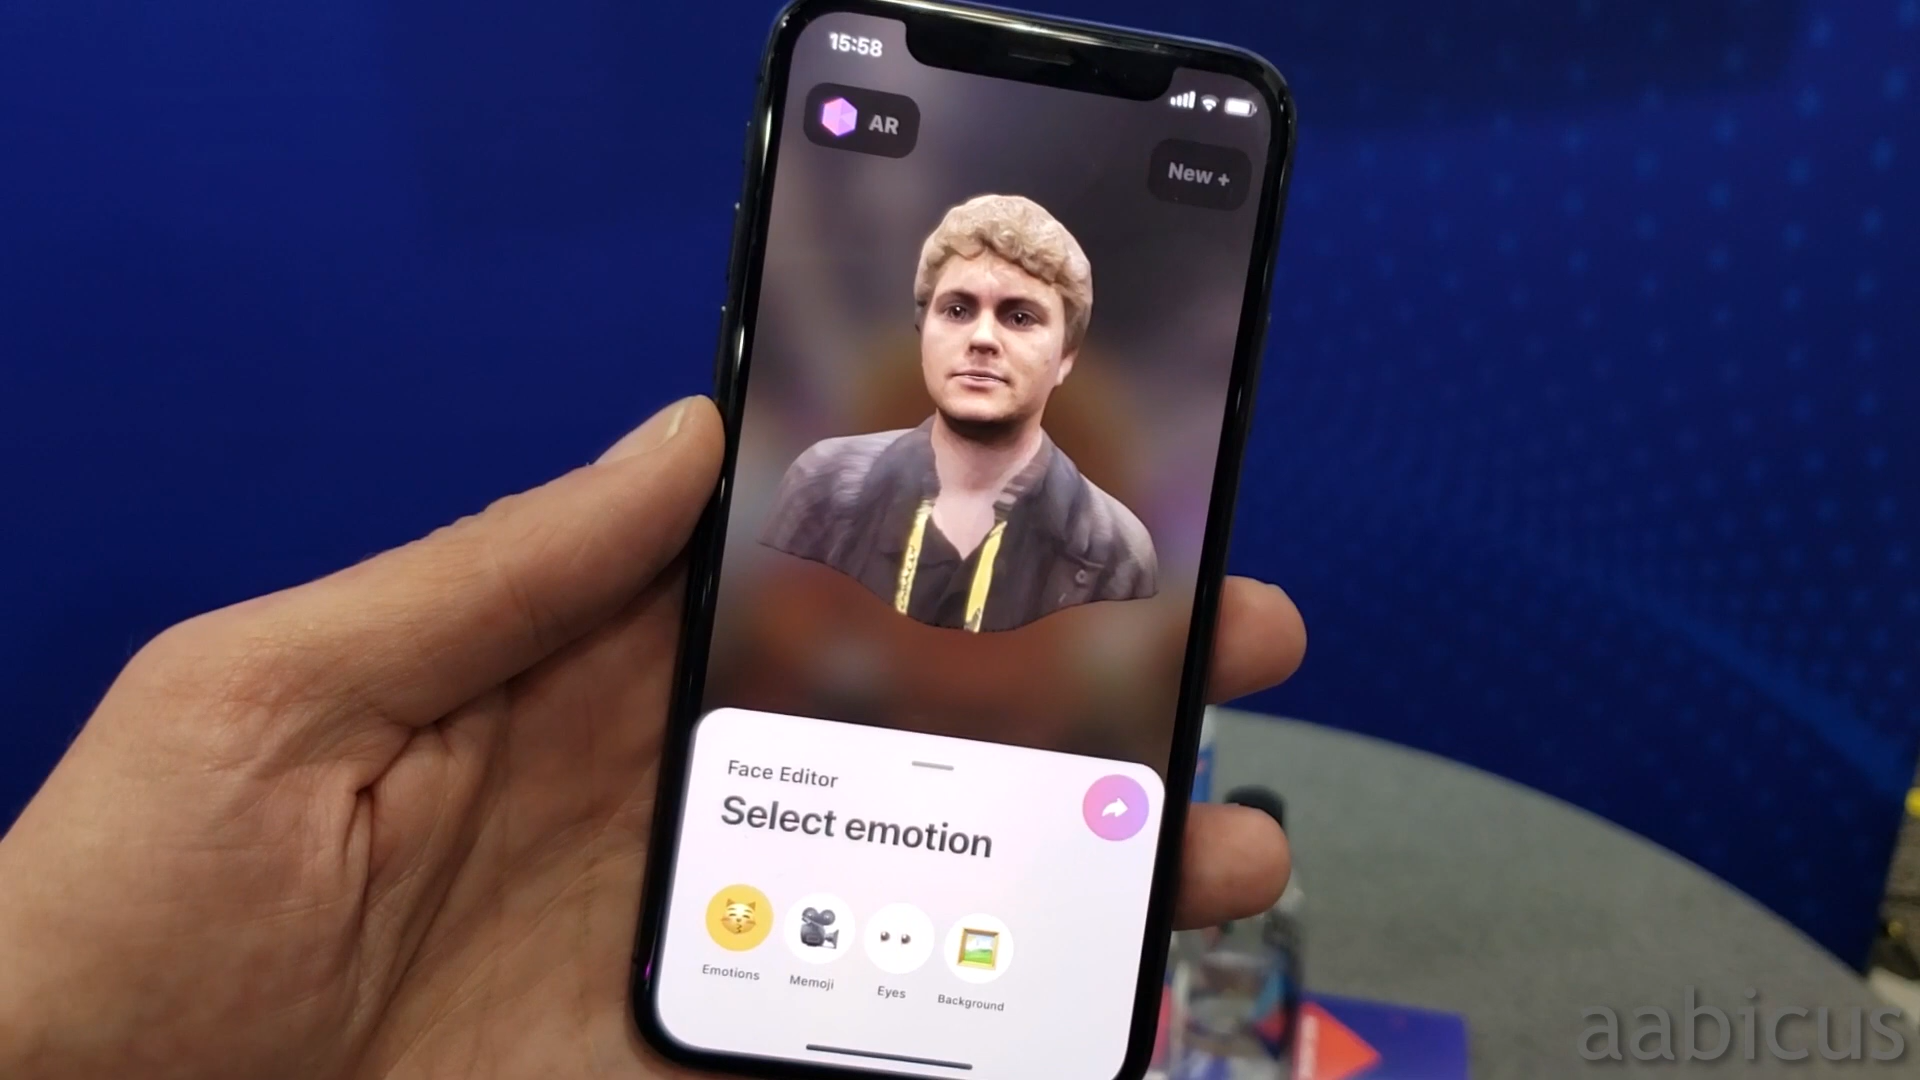 15:58
AR
New +
Face Editor
Select emotion
Emotions
Memoji
Eyes
Background
aabicus